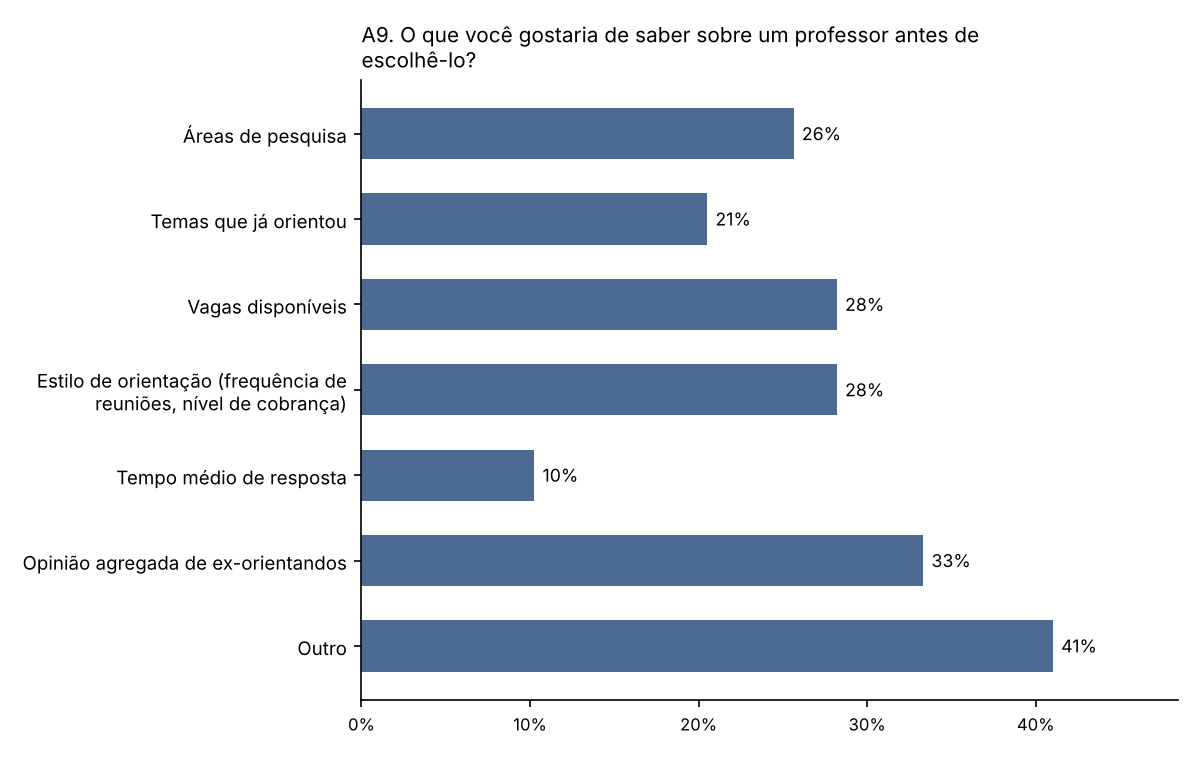 A9. O que você gostaria de saber sobre um professor antes de
escolhê-lo?
Áreas de pesquisa
26%
Temas que já orientou
21%
Vagas disponíveis
28%
Estilo de orientação (frequência de
reuniões, nível de cobrança)
28%
Tempo médio de resposta
10%
Opinião agregada de ex-orientandos
33%
Outro
41%
0%
10%
20%
30%
40%